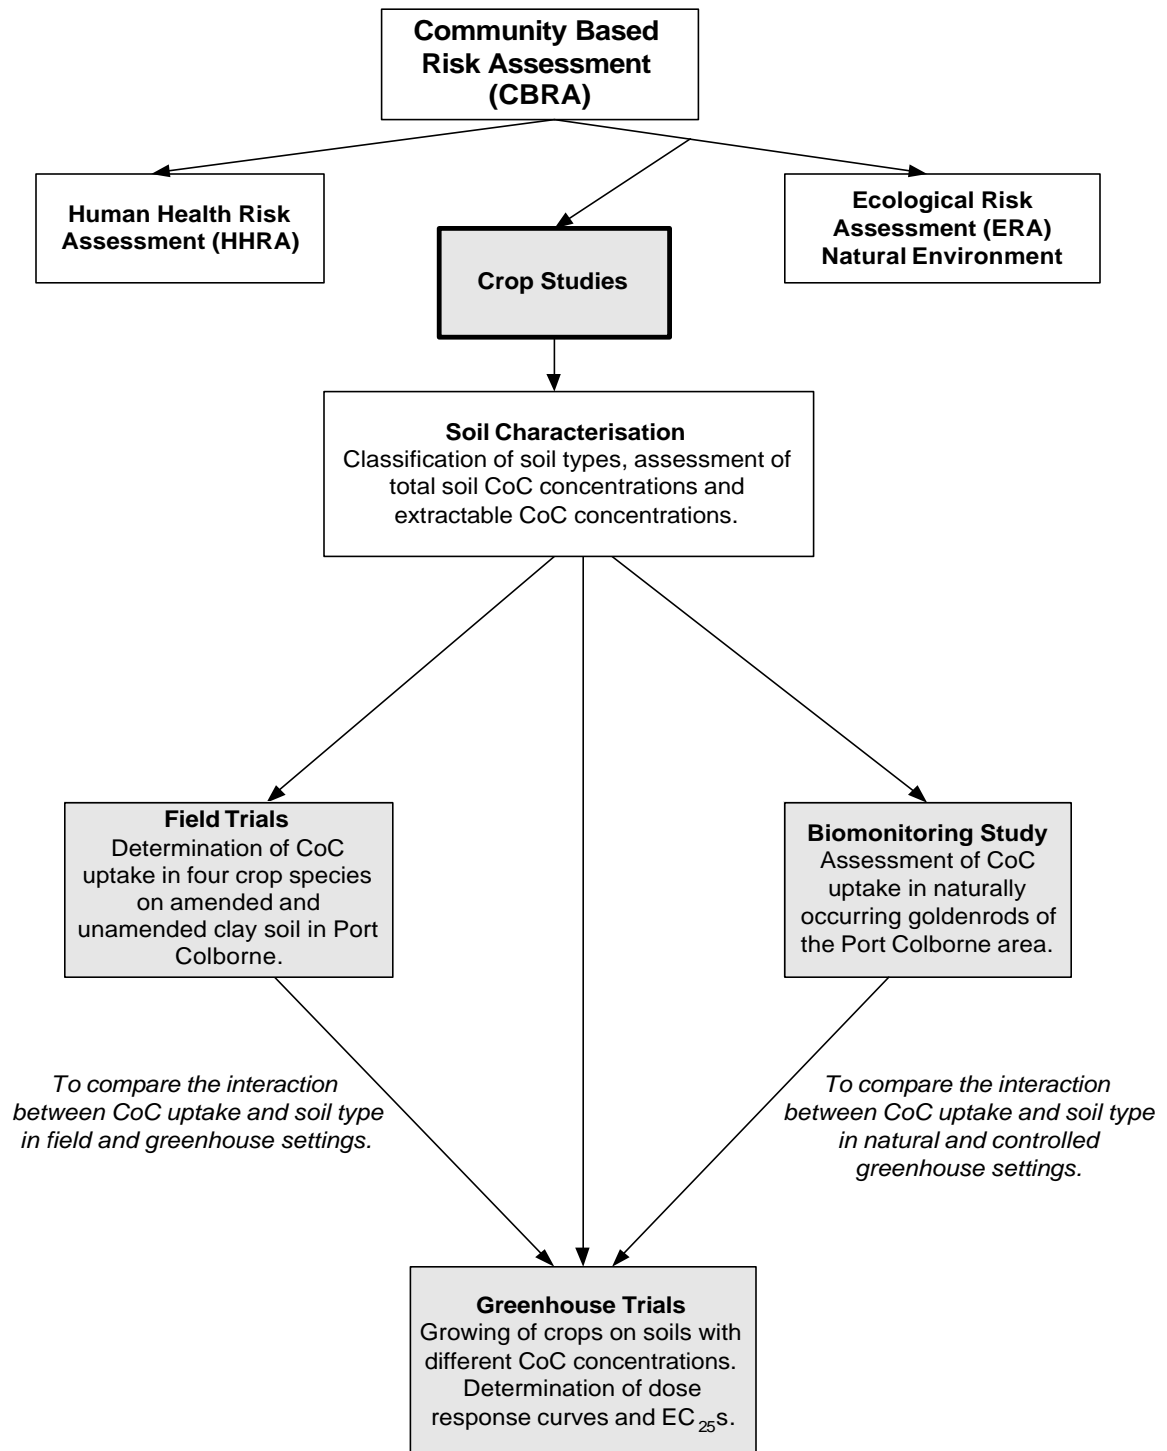 Community Based
Risk Assessment
(CBRA)
Human Health Risk
Assessment (HHRA)
Crop Studies
Ecological Risk
Assessment (ERA)
Natural Environment
Soil Characterisation
Classification of soil types, assessment of
total soil CoC concentrations and
extractable CoC concentrations.
Field Trials
Determination of CoC
uptake in four crop species
on amended and
unamended clay soil in Port
Colborne.
Biomonitoring Study
Assessment of CoC
uptake in naturally
occurring goldenrods of
the Port Colborne area.
To compare the interaction
between CoC uptake and soil type
in field and greenhouse settings.
To compare the interaction
between CoC uptake and soil type
in natural and controlled
greenhouse settings.
Greenhouse Trials
Growing of crops on soils with
different CoC concentrations.
Determination of dose
response curves and EC25s.